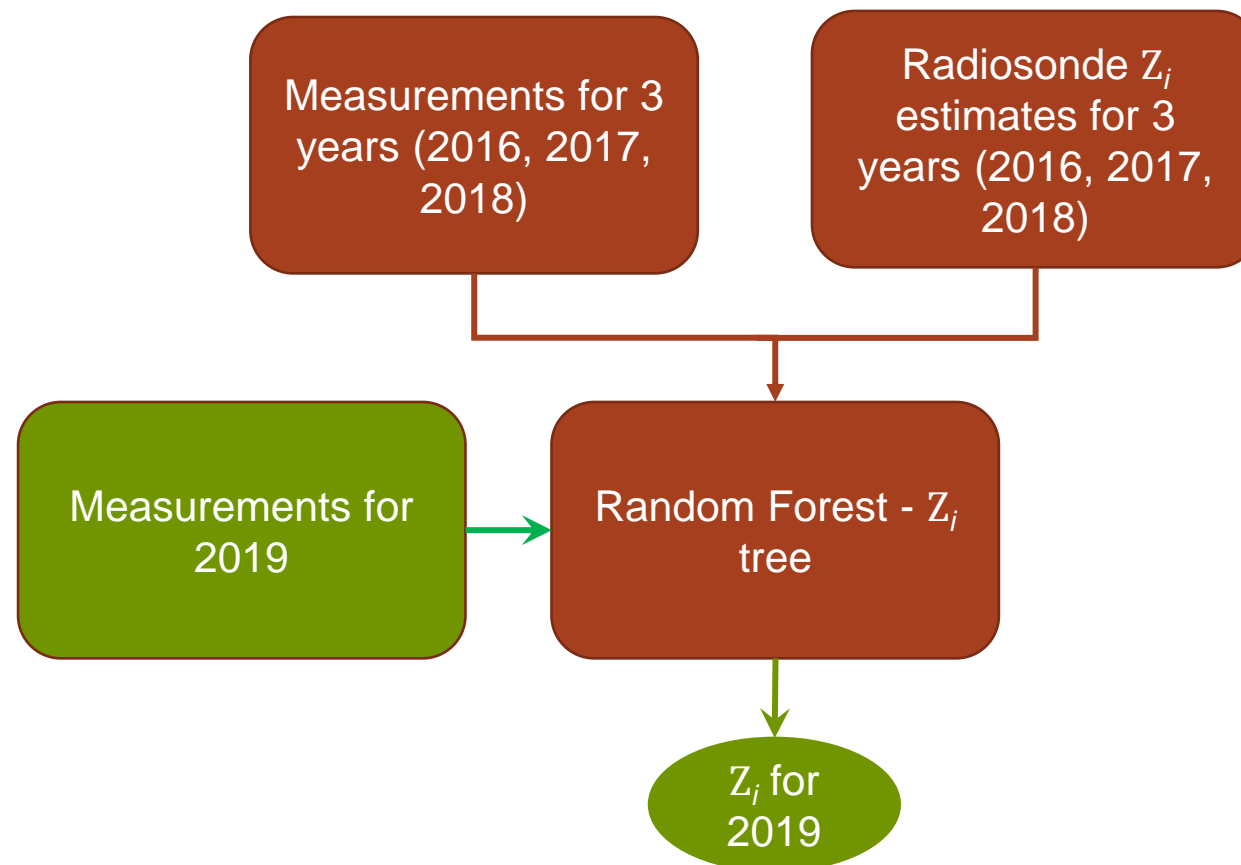 Measurements for 3
years (2016, 2017,
2018)
Radiosonde Zᵢ
estimates for 3
years (2016, 2017,
2018)
Measurements for
2019
Random Forest - Zᵢ
tree
Zᵢ for
2019